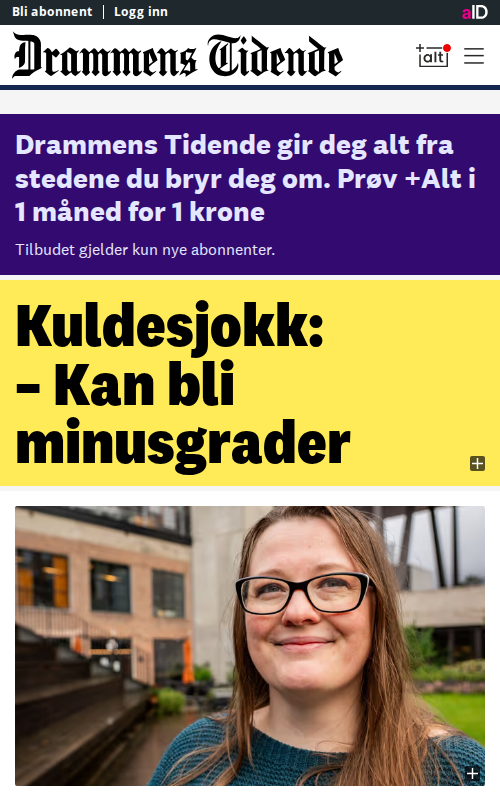 Bli abonnent | Logg inn
aID
Drammens Tidende
+alt
Drammens Tidende gir deg alt fra
stedene du bryr deg om. Prøv +Alt i
1 måned for 1 krone
Tilbudet gjelder kun nye abonnenter.
Kuldesjokk:
– Kan bli
minusgrader